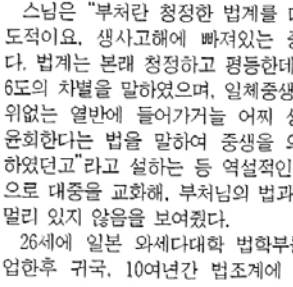 스님은 "부처란 청정한 법계를
도적이요. 생사고해에 빠져있는
다. 법계는 본래 청정하고 평등한데
6도의 차별을 말하였으며, 일체중생
위없는 열반에 들어가거늘 어찌
윤회한다는 법을 말하여 중생을
하였던고"라고 설하는 등 역설적인
으로 대중을 교화해, 부처님의 법과
멀리 있지 않음을 보여줬다.
26세에 일본 와세다대학 법학부
업한후 귀국, 10여년간 법조계에